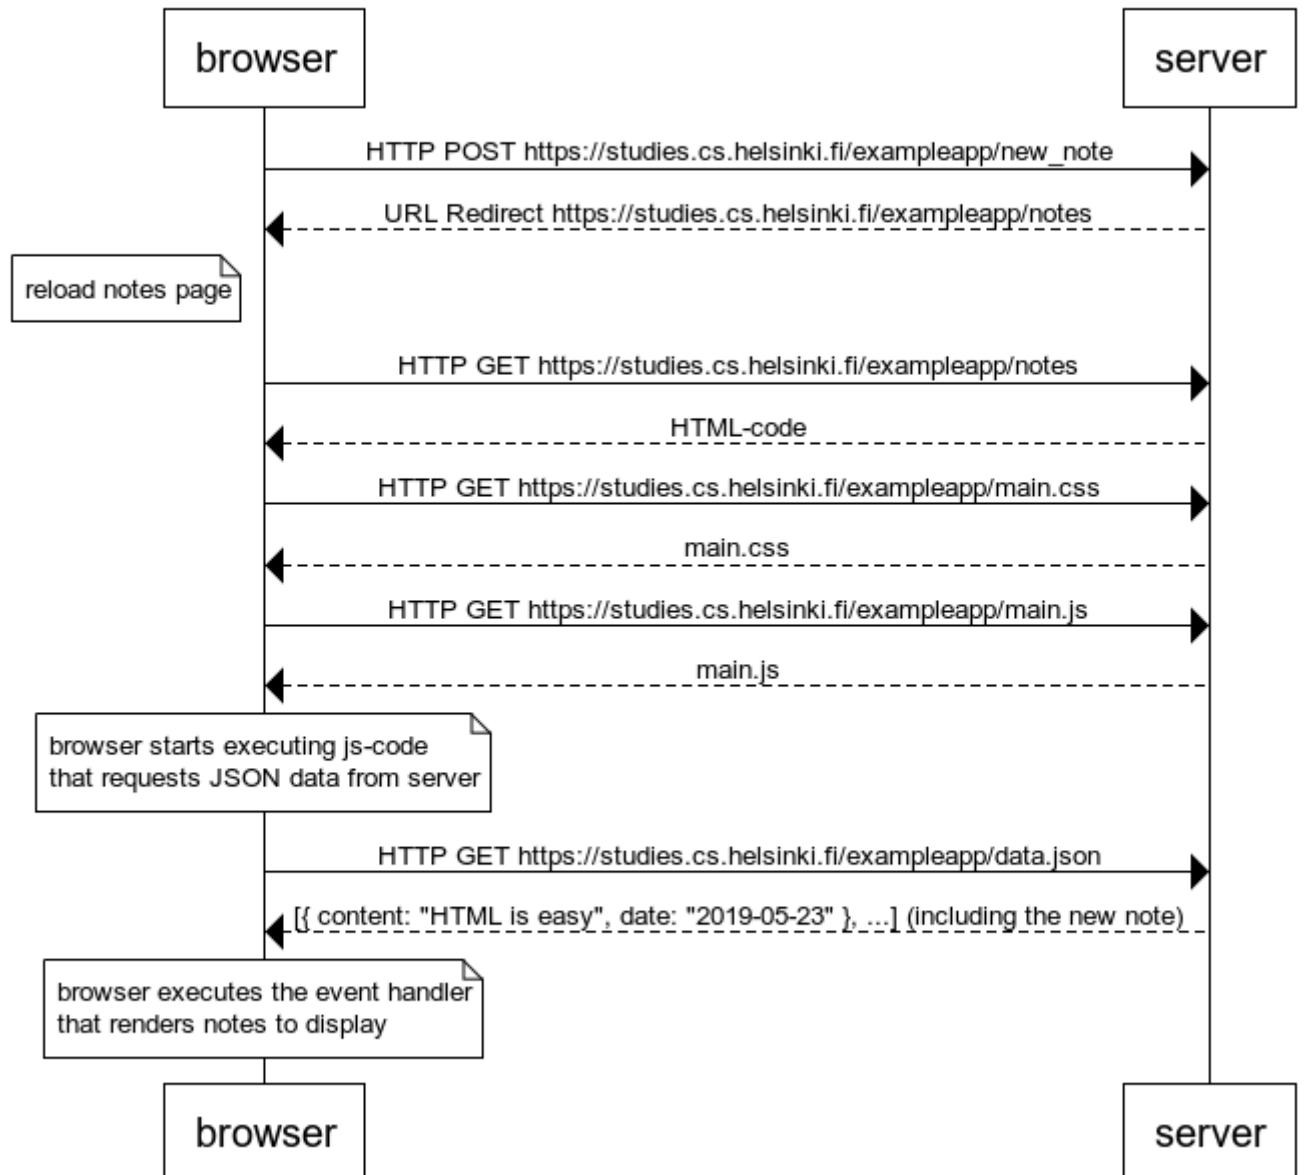 browser
server
HTTP POST https://studies.cs.helsinki.fi/exampleapp/new_note
URL Redirect https://studies.cs.helsinki.fi/exampleapp/notes
reload notes page
HTTP GET https://studies.cs.helsinki.fi/exampleapp/notes
HTML-code
HTTP GET https://studies.cs.helsinki.fi/exampleapp/main.css
main.css
HTTP GET https://studies.cs.helsinki.fi/exampleapp/main.js
main.js
browser starts executing js-code
that requests JSON data from server
HTTP GET https://studies.cs.helsinki.fi/exampleapp/data.json
[{ content: "HTML is easy", date: "2019-05-23" }, ...] (including the new note)
browser executes the event handler
that renders notes to display
browser
server